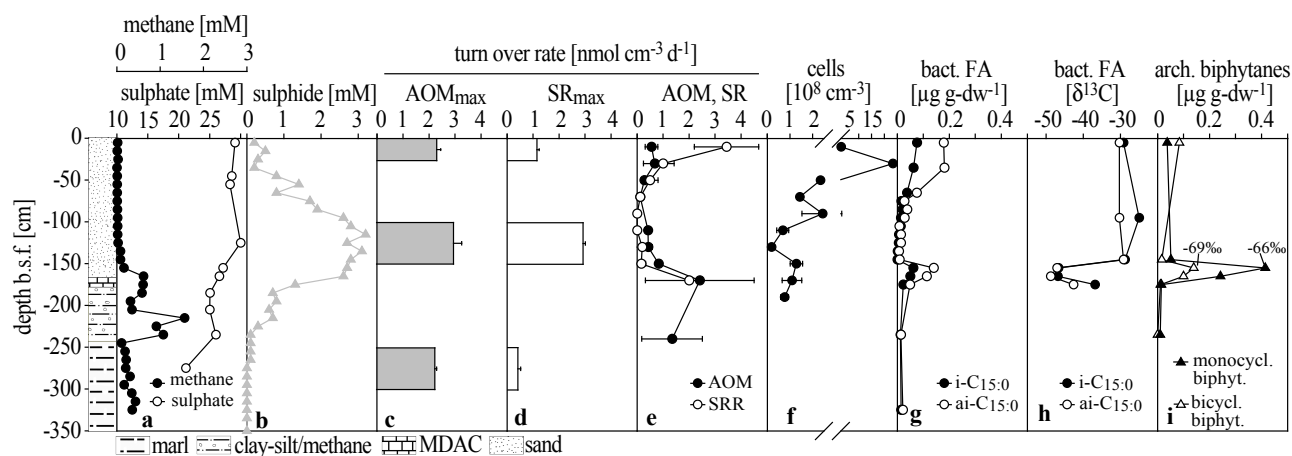 methane [mM]
0 1 2 3
turn over rate [nmol cm-3 d-1]
sulphate [mM]
10 15 20 25 30
sulphide [mM]
0 1 2 3
AOMmax
0 1 2 3 4
SRmax
0 1 2 3 4
AOM, SR
0 1 2 3 4
cells
[10⁸ cm-3]
0 1 2 5 15
bact. FA
[µg g-dw-1]
0 0,2 0,4
bact. FA
[δ13C]
-50 -30 -10
arch. biphytanes
[µg g-dw-1]
0 0.2 0.4
depth b.s.f. [cm]
0
-50
-100
-150
-200
-250
-300
-350
-69‰
-66‰
methane
sulphate
AOM
SRR
i-C15:0
ai-C15:0
i-C15:0
ai-C15:0
monocycl.
biphyt.
bicycl.
biphyt.
a b c d e f g h i
marl clay-silt/methane MDAC sand